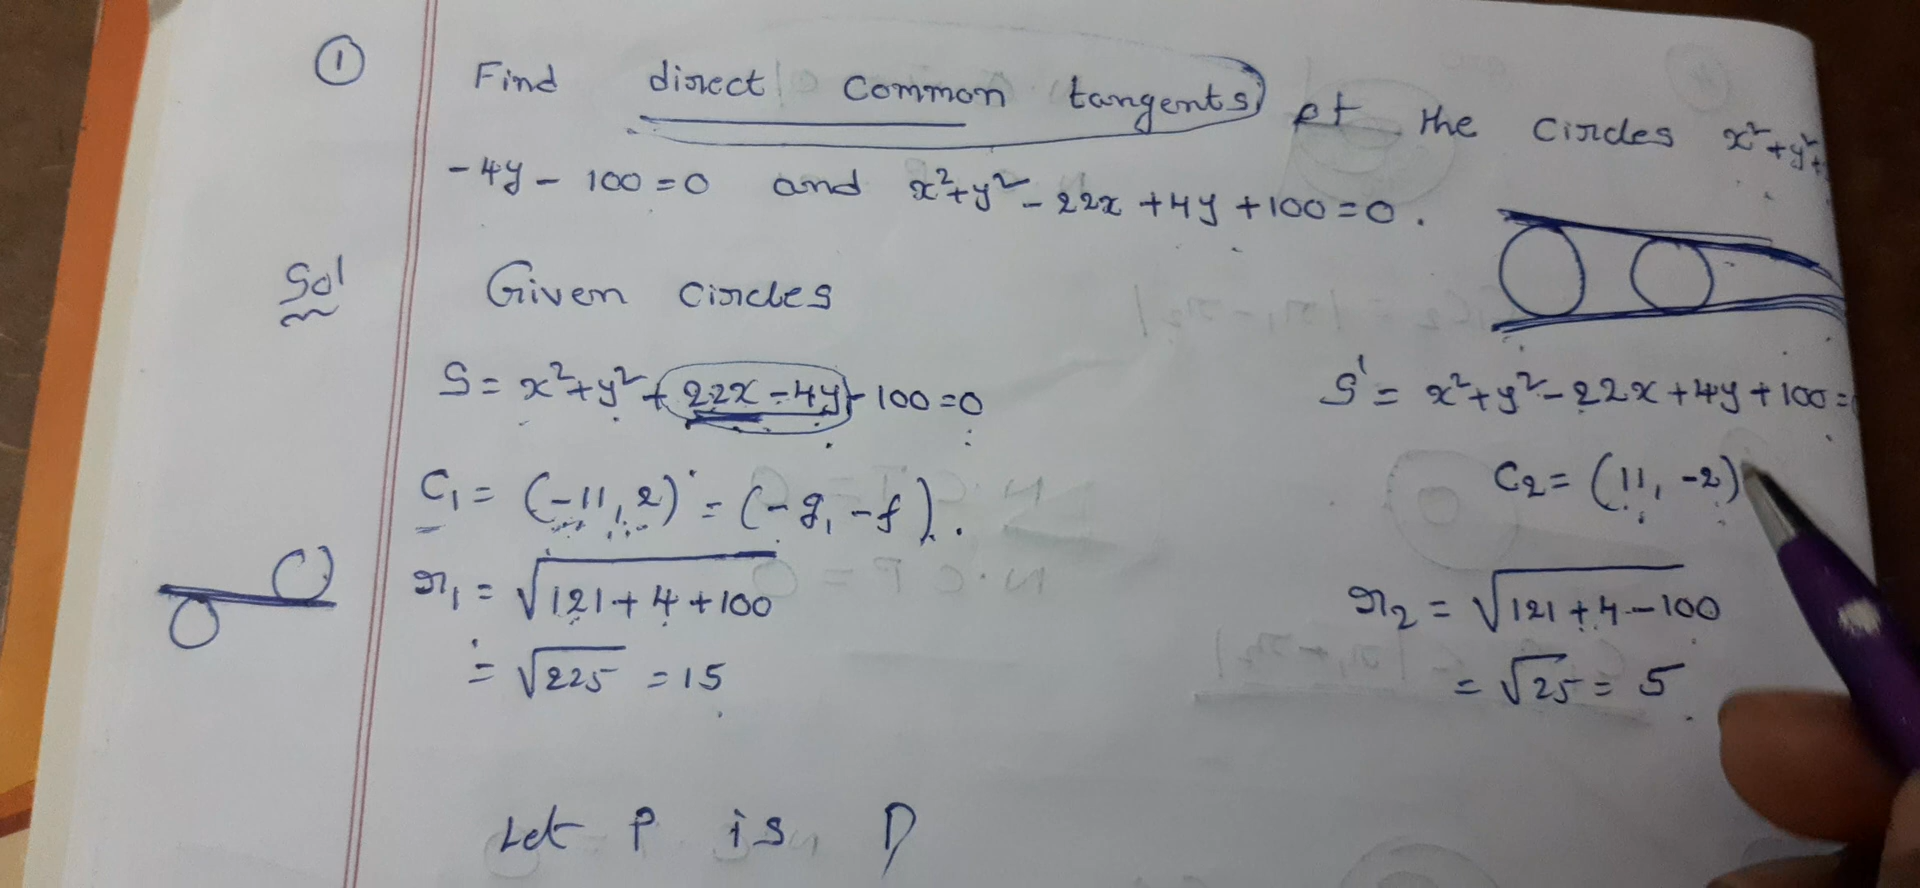 ① Find direct common tangents of the circles x²+y²+
-4y - 100 = 0 and x²+y² - 22x + 4y + 100 = 0.
Sol Given circles
S = x²+y²+22x-4y-100=0 S' = x²+y²-22x+4y+100=
C₁ = (-11, 2) = (-g, -f). C₂ = (11, -2)
r₁ = √121+4+100 r₂ = √121+4-100
= √225 = 15 = √25 = 5
Let P is